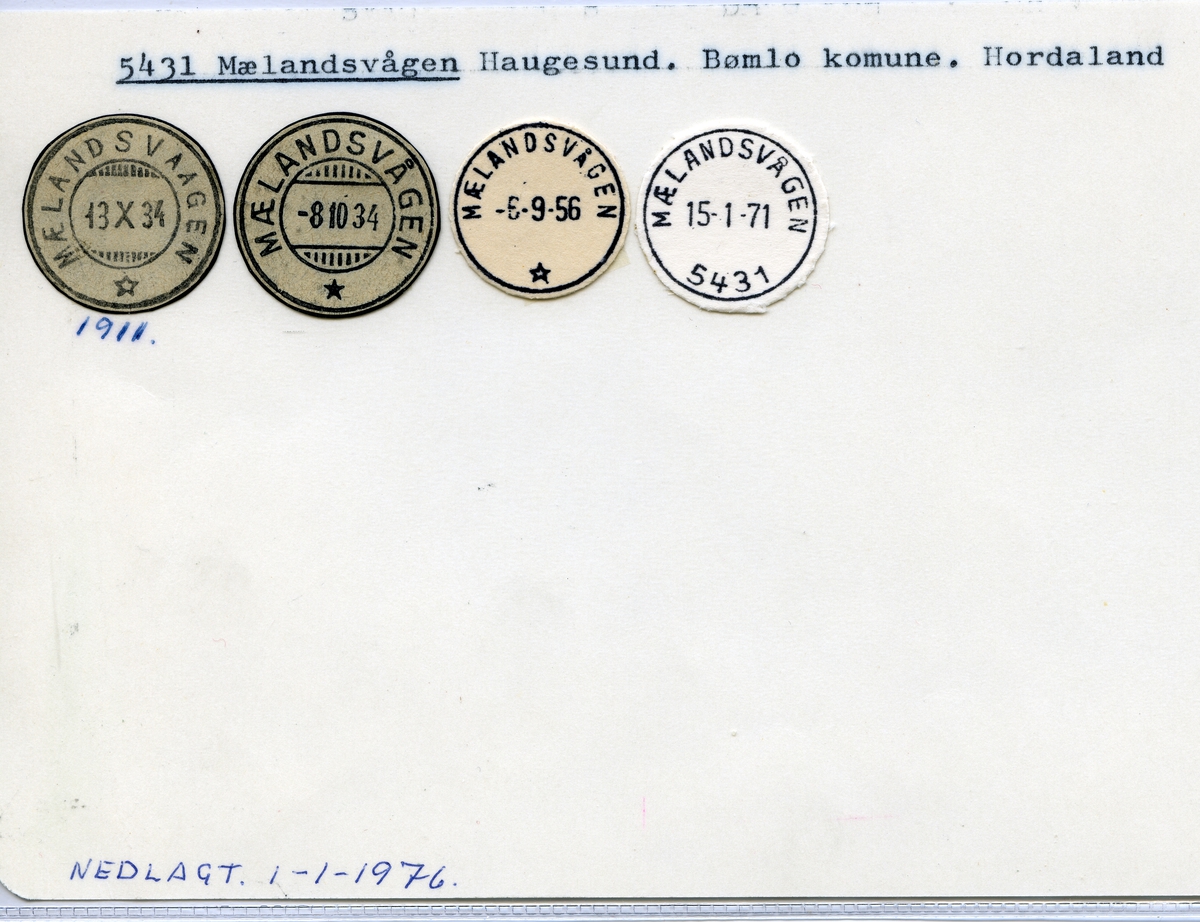 5431 Mælandsvågen Haugesund. Bømlo komune. Hordaland
MÆLANDSVAAGEN
13 X 34
MÆLANDSVÅGEN
-8 10 34
MÆLANDSVÅGEN
-6-9-56
MÆLANDSVÅGEN
15-1-71
5431
1911.
NEDLAGT. 1-1-1976.